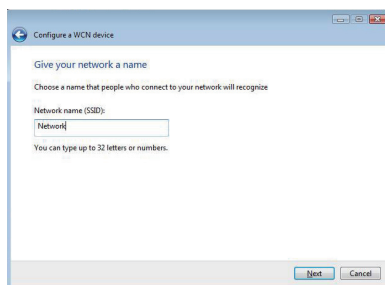 Configure a WCN device
Give your network a name
Choose a name that people who connect to your network will recognize
Network name (SSID):
Network
You can type up to 32 letters or numbers.
Next Cancel